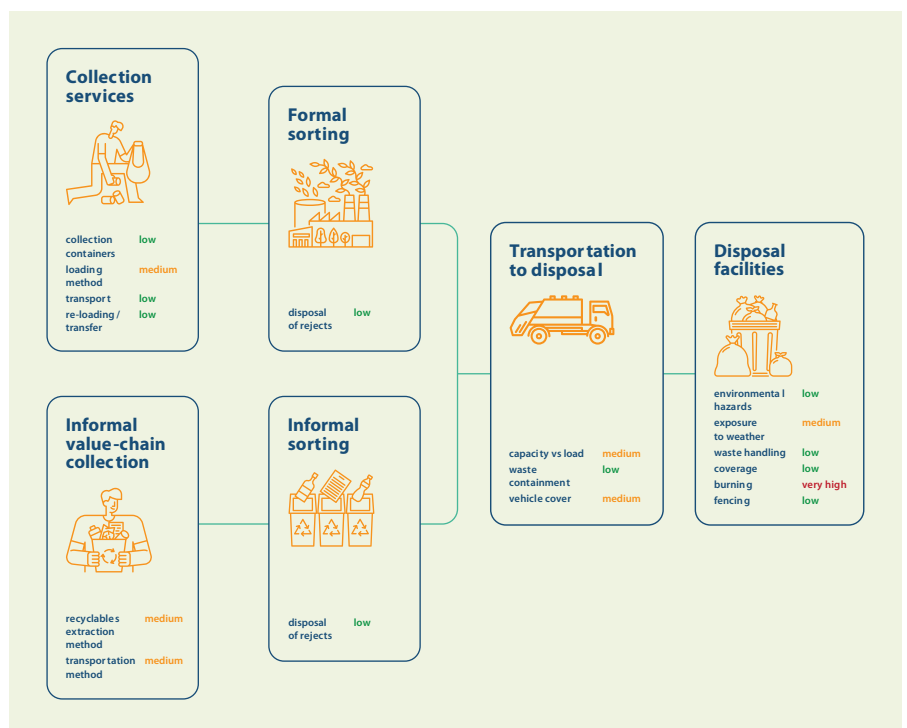 Collection
services
collection low
containers
loading medium
method
transport low
re-loading / low
transfer
Formal
sorting
disposal low
of rejects
Informal
value-chain
collection
recyclables medium
extraction
method
transportation medium
method
Informal
sorting
disposal low
of rejects
Transportation
to disposal
capacity vs load medium
waste low
containment
vehicle cover medium
Disposal
facilities
environmental low
hazards
exposure medium
to weather
waste handling low
coverage low
burning very high
fencing low